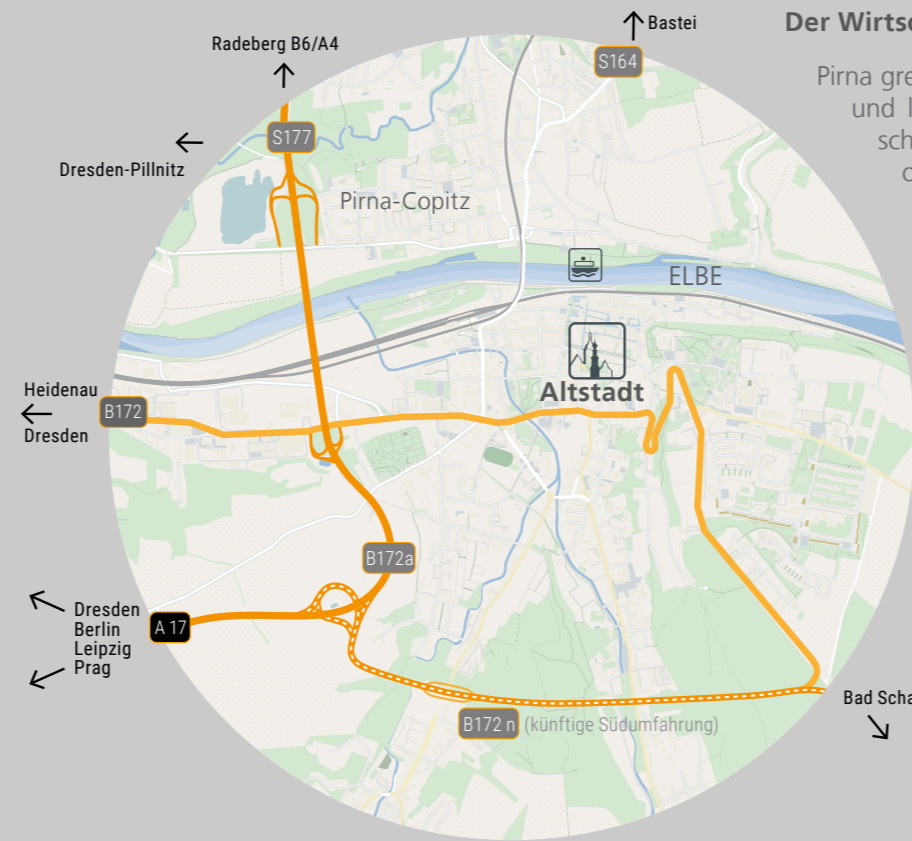 Bastei
Der Wirtsc
Radeberg B6/A4
S164
Pirna gre
und l
sch
S177
Dresden-Pillnitz
Pirna-Copitz
ELBE
Altstadt
Heidenau
B172
Dresden
B172a
Dresden
Berlin
Leipzig
Prag
A 17
Bad Scha
B172 n (künftige Südumfahrung)